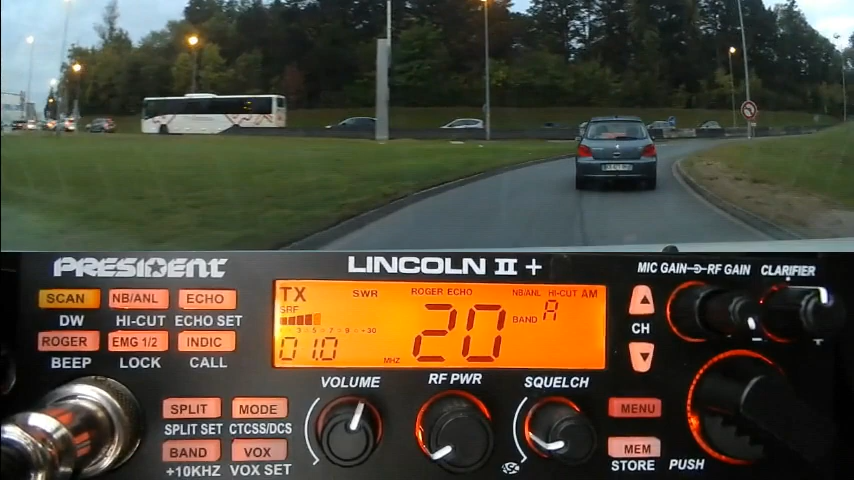 PRESIDENT
LINCOLN II +
MIC GAIN RF GAIN CLARIFIER
SCAN NB/ANL ECHO
DW HI-CUT ECHO SET
ROGER EMG 1/2 INDIC
BEEP LOCK CALL
TX SWR ROGER ECHO NB/ANL HI-CUT AM
SRF
20 BAND A
01.0 MHZ
CH
VOLUME RF PWR SQUELCH
SPLIT MODE
SPLIT SET CTCSS/DCS
BAND VOX
+10KHZ VOX SET
MENU
MEM
STORE PUSH